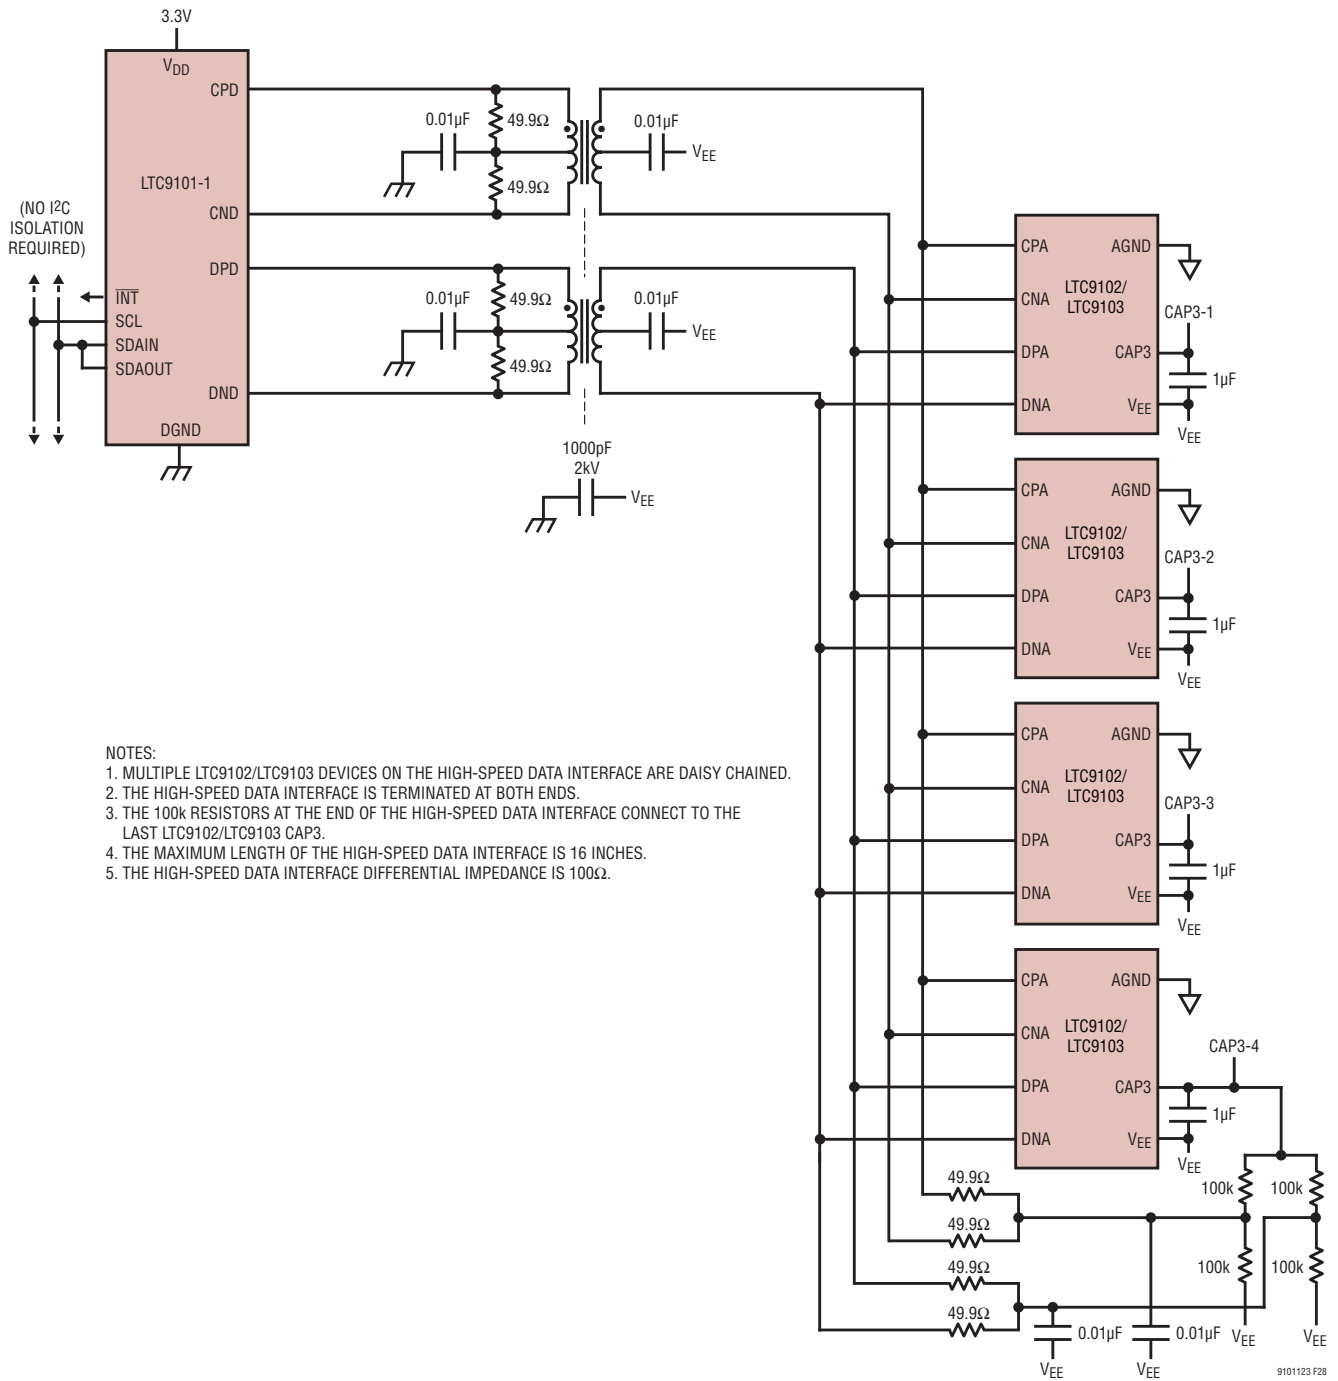 3.3V
VDD
CPD
LTC9101-1
CND
DPD
INT
SCL
SDAIN
SDAOUT
DND
DGND
(NO I2C
ISOLATION
REQUIRED)
0.01µF
49.9Ω
49.9Ω
0.01µF
VEE
0.01µF
49.9Ω
49.9Ω
0.01µF
VEE
1000pF
2kV
VEE
CPA
AGND
CNA
LTC9102/
LTC9103
CAP3-1
DPA
CAP3
1µF
DNA
VEE
VEE
CPA
AGND
CNA
LTC9102/
LTC9103
CAP3-2
DPA
CAP3
1µF
DNA
VEE
VEE
CPA
AGND
CNA
LTC9102/
LTC9103
CAP3-3
DPA
CAP3
1µF
DNA
VEE
VEE
CPA
AGND
CNA
LTC9102/
LTC9103
CAP3-4
DPA
CAP3
1µF
DNA
VEE
VEE
NOTES:
1. MULTIPLE LTC9102/LTC9103 DEVICES ON THE HIGH-SPEED DATA INTERFACE ARE DAISY CHAINED.
2. THE HIGH-SPEED DATA INTERFACE IS TERMINATED AT BOTH ENDS.
3. THE 100k RESISTORS AT THE END OF THE HIGH-SPEED DATA INTERFACE CONNECT TO THE
LAST LTC9102/LTC9103 CAP3.
4. THE MAXIMUM LENGTH OF THE HIGH-SPEED DATA INTERFACE IS 16 INCHES.
5. THE HIGH-SPEED DATA INTERFACE DIFFERENTIAL IMPEDANCE IS 100Ω.
49.9Ω
49.9Ω
49.9Ω
49.9Ω
100k
100k
100k
100k
0.01µF
0.01µF
VEE
VEE
VEE
VEE
9101123 F28